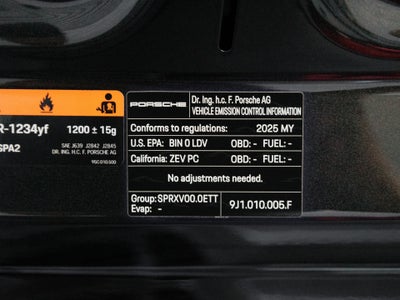 PORSCHE
Dr. Ing. h.c. F. Porsche AG
VEHICLE EMISSION CONTROL INFORMATION
Conforms to regulations: 2025 MY
U.S. EPA: BIN 0 LDV OBD: - FUEL: -
California: ZEV PC OBD: - FUEL: -
No adjustments needed.
Group: SPRXV00.0ETT
Evap: -
9J1.010.005.F
R-1234yf 1200 ± 15g
SPA2
SAE J639 J2842 J2845
DR. ING. H.C. F. PORSCHE AG